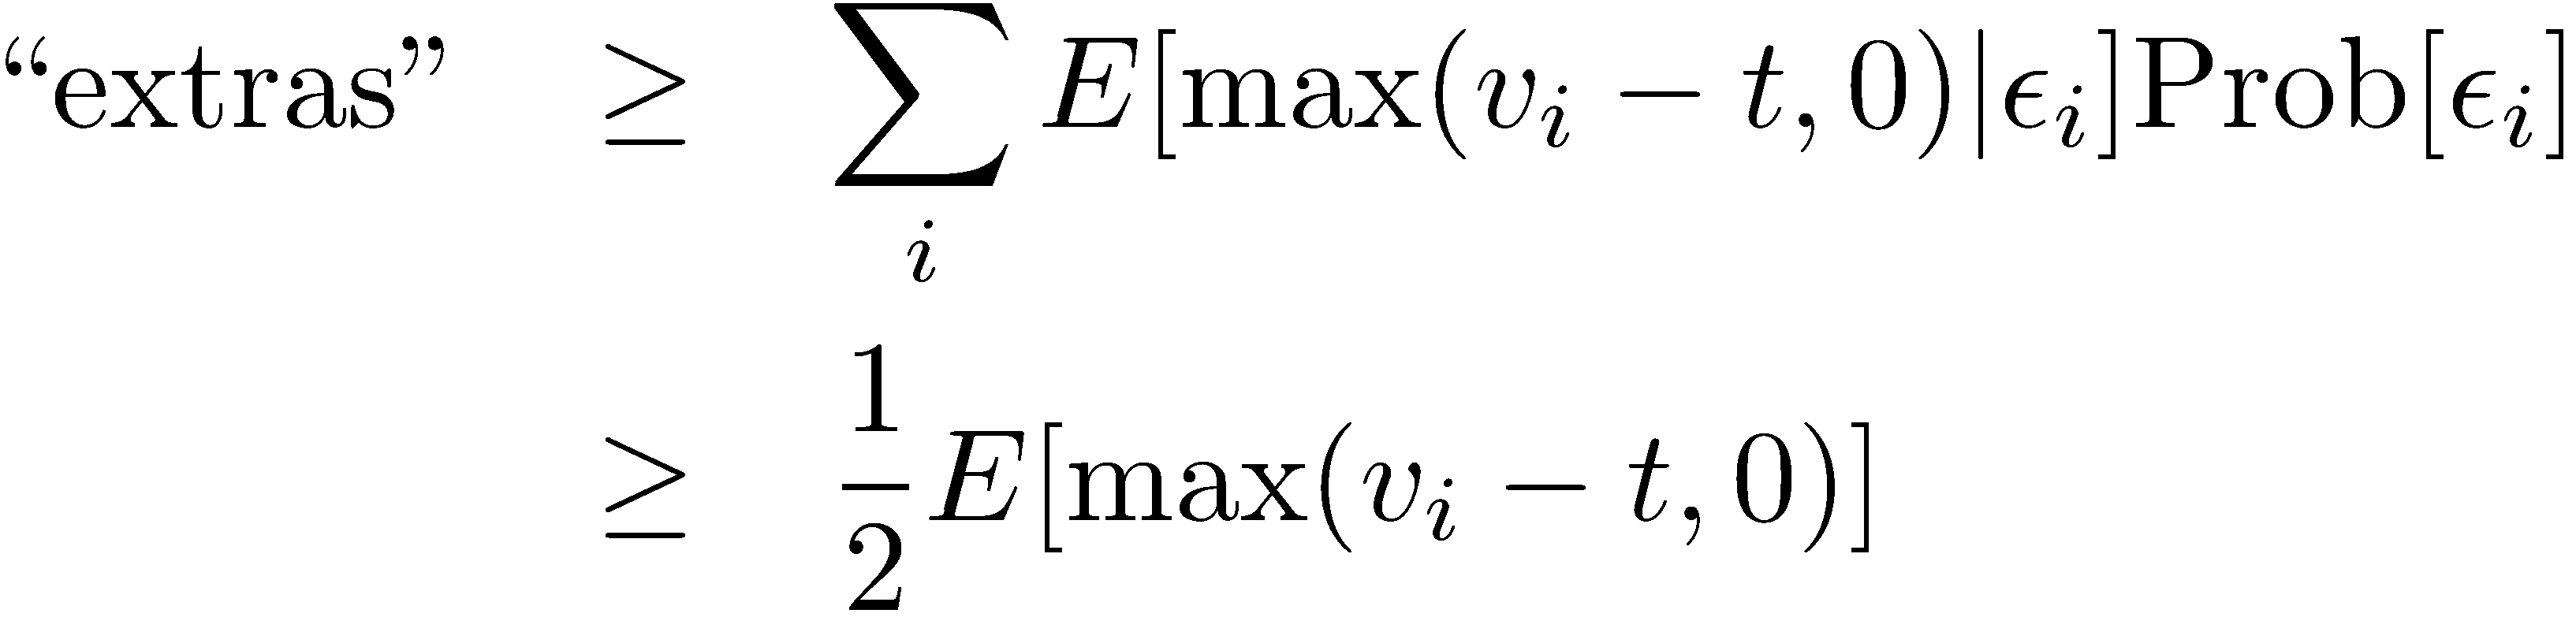 “extras” ≥ ∑_i E[max(v_i − t, 0)|ϵ_i]Prob[ϵ_i]
≥ 1/2 E[max(v_i − t, 0)]